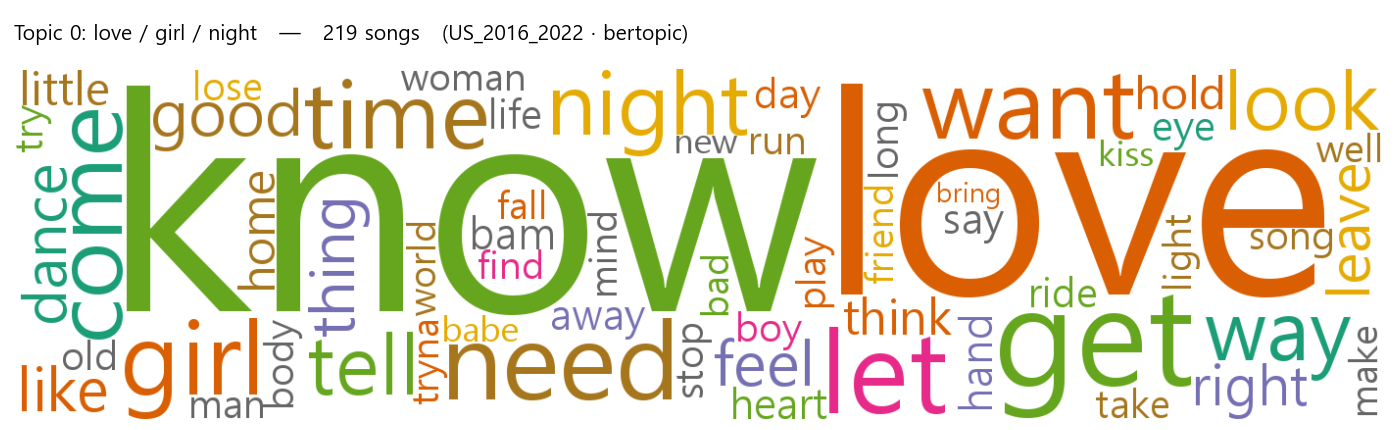 Topic 0: love / girl / night — 219 songs (US_2016_2022 · bertopic)
little
lose
woman
try
good
time
life
night
day
new
run
want
hold
look
eye
kiss
well
long
come
know
love
dance
home
thing
world
fall
bam
find
mind
bad
play
friend
bring
say
light
song
leave
ride
old
girl
body
tell
tryna
babe
away
need
stop
boy
feel
think
let
hand
get
way
right
make
like
man
heart
take